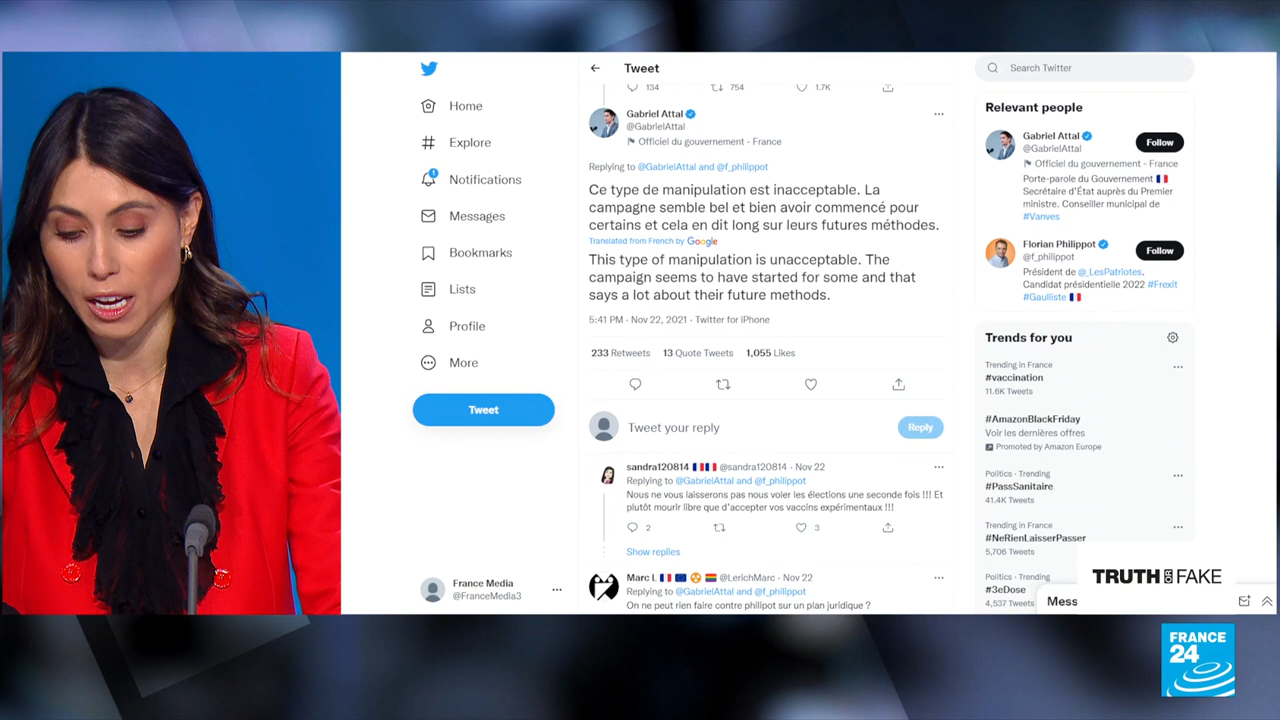 Home
Explore
1
Notifications
Messages
Bookmarks
Lists
Profile
More
Tweet
France Media
@FranceMedia3
Tweet
134 754 1.7K
Gabriel Attal
@GabrielAttal
Officiel du gouvernement - France
Replying to @GabrielAttal and @f_philippot
Ce type de manipulation est inacceptable. La
campagne semble bel et bien avoir commencé pour
certains et cela en dit long sur leurs futures méthodes.
Translated from French by Google
This type of manipulation is unacceptable. The
campaign seems to have started for some and that
says a lot about their future methods.
5:41 PM · Nov 22, 2021 · Twitter for iPhone
233 Retweets 13 Quote Tweets 1,055 Likes
Tweet your reply
Reply
sandra120814 @sandra120814 · Nov 22
Replying to @GabrielAttal and @f_philippot
Nous ne vous laisserons pas nous voler les élections une seconde fois !!! Et
plutôt mourir libre que d'accepter vos vaccins expérimentaux !!!
2 3
Show replies
Marc L @LerichMarc · Nov 22
Replying to @GabrielAttal and @f_philippot
On ne peut rien faire contre philipot sur un plan juridique ?
Search Twitter
Relevant people
Gabriel Attal
@GabrielAttal
Follow
Officiel du gouvernement - France
Porte-parole du Gouvernement
Secrétaire d'État auprès du Premier
ministre. Conseiller municipal de
#Vanves
Florian Philippot
@f_philippot
Follow
Président de @_LesPatriotes.
Candidat présidentielle 2022 #Frexit
#Gaulliste
Trends for you
Trending in France
#vaccination
11.6K Tweets
#AmazonBlackFriday
Voir les dernières offres
Promoted by Amazon Europe
Politics · Trending
#PassSanitaire
41.4K Tweets
Trending in France
#NeRienLaisserPasser
5,706 Tweets
Politics · Trending
#3eDose
4,537 Tweets
Mess
TRUTH OR FAKE
FRANCE
24